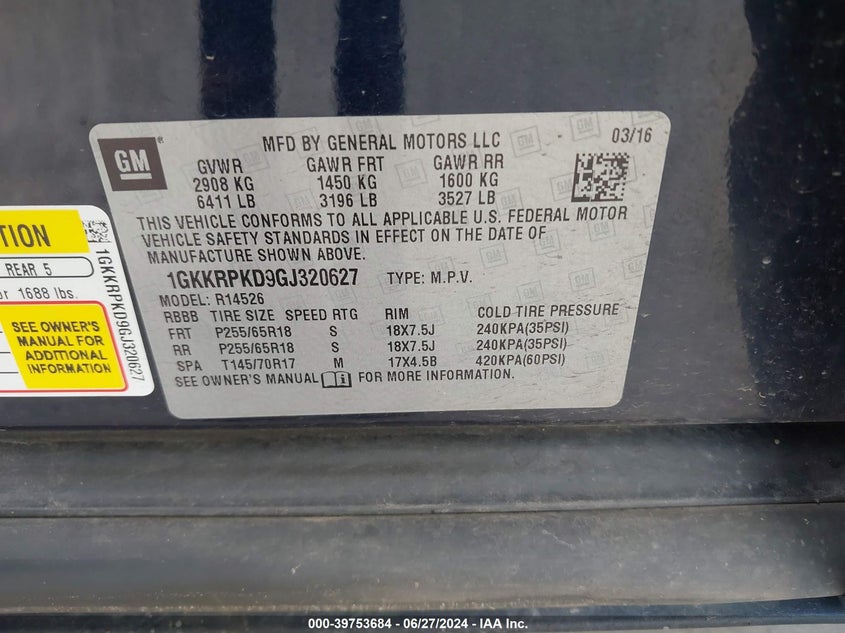 GM
MFD BY GENERAL MOTORS LLC
03/16
GVWR GAWR FRT GAWR RR
2908 KG 1450 KG 1600 KG
6411 LB 3196 LB 3527 LB
THIS VEHICLE CONFORMS TO ALL APPLICABLE U.S. FEDERAL MOTOR
VEHICLE SAFETY STANDARDS IN EFFECT ON THE DATE OF
MANUFACTURE SHOWN ABOVE.
1GKKRPKD9GJ320627 TYPE: M.P.V.
MODEL: R14526
RBBB TIRE SIZE SPEED RTG RIM COLD TIRE PRESSURE
FRT P255/65R18 S 18X7.5J 240KPA(35PSI)
RR P255/65R18 S 18X7.5J 240KPA(35PSI)
SPA T145/70R17 M 17X4.5B 420KPA(60PSI)
SEE OWNER'S MANUAL FOR MORE INFORMATION.
TION
REAR 5
or 1688 lbs.
SEE OWNER'S
MANUAL FOR
ADDITIONAL
INFORMATION
1GKKRPKD9GJ320627
000-39753684 - 06/27/2024 - IAA Inc.